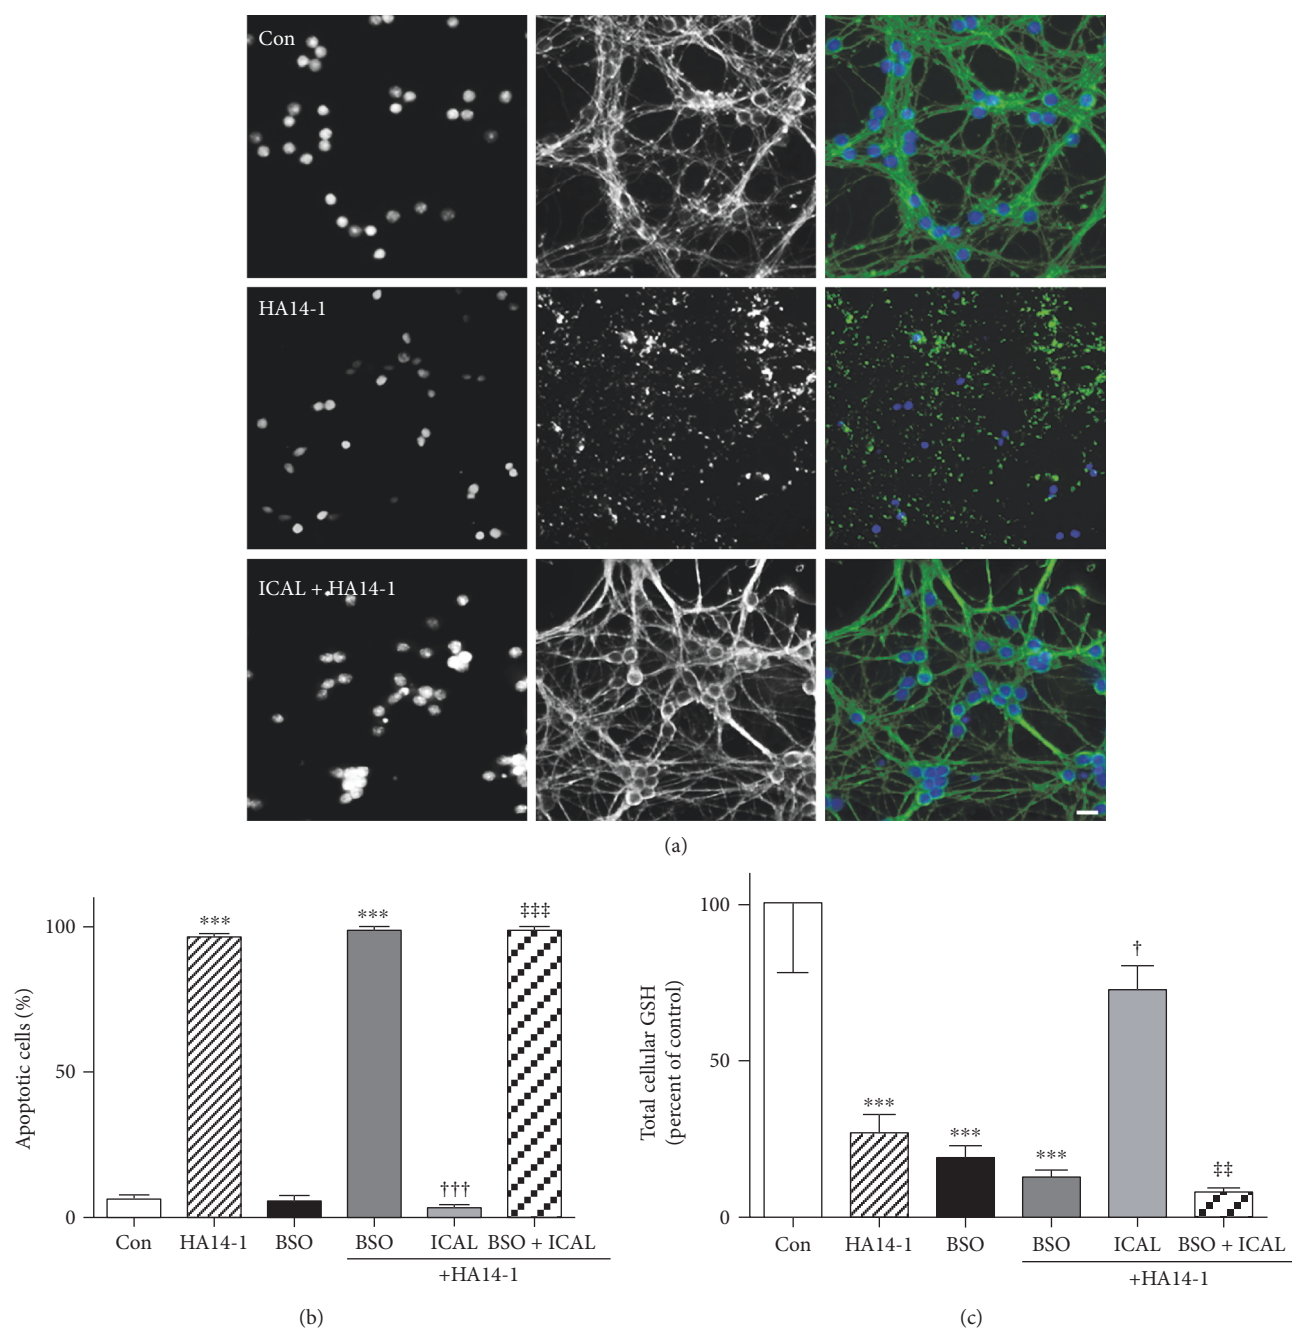 Con
HA14-1
ICAL + HA14-1
(a)
Apoptotic cells (%)
100
50
0
***
***
†††
‡‡‡
Con
HA14-1
BSO
BSO
ICAL
BSO + ICAL
+HA14-1
(b)
Total cellular GSH
(percent of control)
100
50
0
***
***
***
†
‡‡
Con
HA14-1
BSO
BSO
ICAL
BSO + ICAL
+HA14-1
(c)